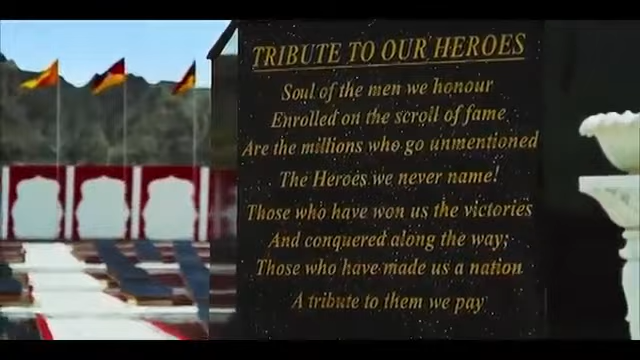 TRIBUTE TO OUR HEROES
Soul of the men we honour
Enrolled on the scroll of fame
Are the millions who go unmentioned
The Heroes we never name!
Those who have won us the victories
And conquered along the way;
Those who have made us a nation
A tribute to them we pay